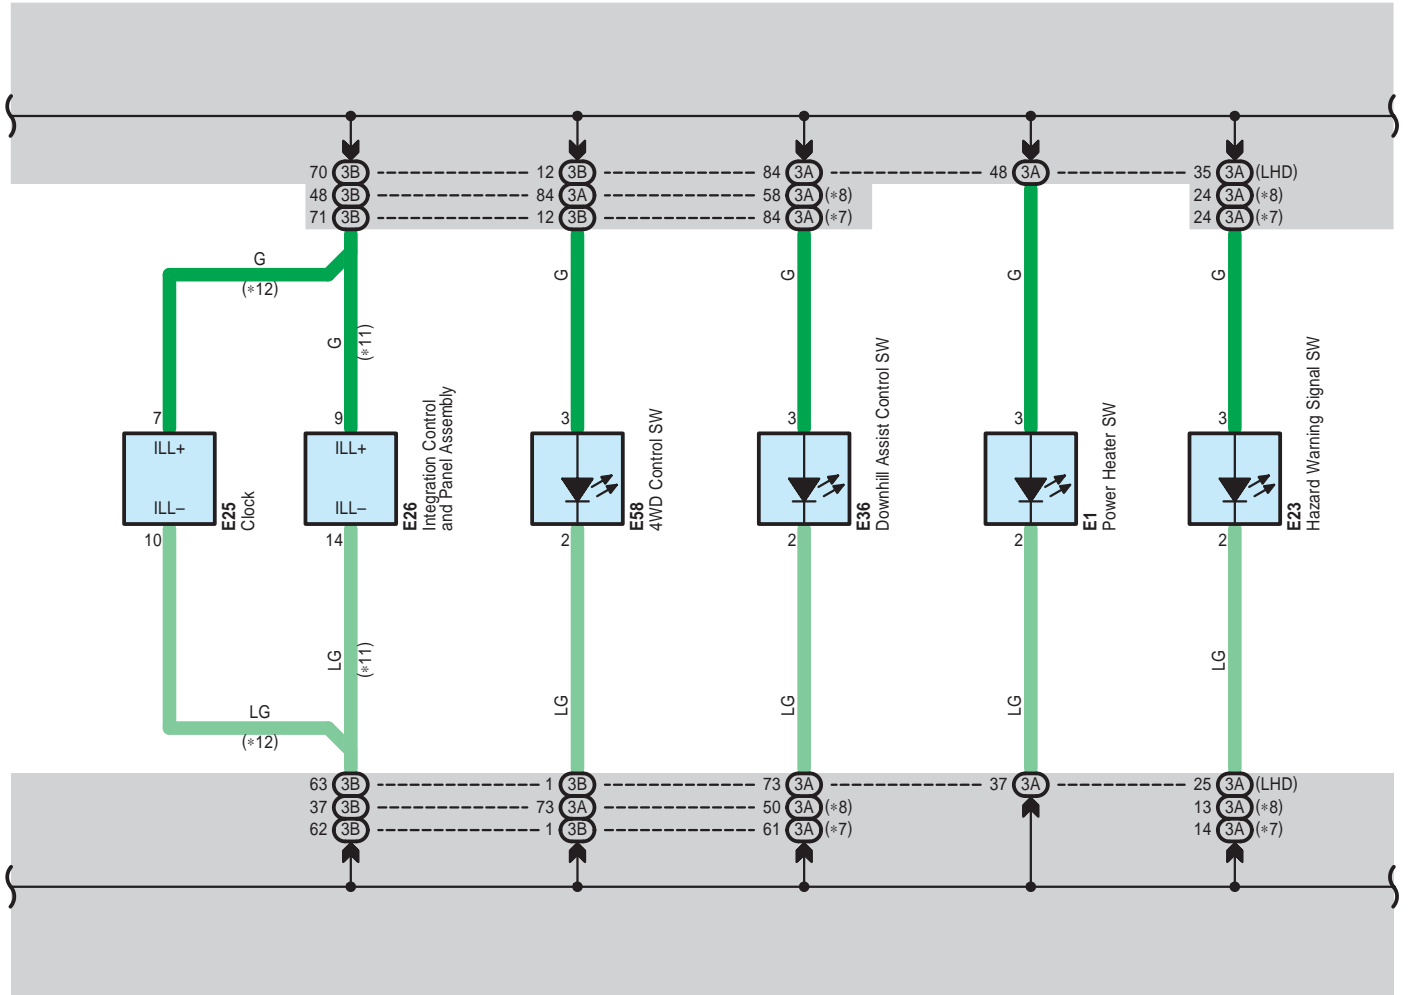 70 3B 12 3B 84 3A 48 3A 35 3A (LHD)
48 3B 84 3A 58 3A (*8) 24 3A (*8)
71 3B 12 3B 84 3A (*7) 24 3A (*7)
G
(*12)
G
(*11)
G
G
G
G
7 9 3 3 3 3
ILL+
ILL–
E25
Clock
ILL+
ILL–
E26
Integration Control
and Panel Assembly
E58
4WD Control SW
E36
Downhill Assist Control SW
E1
Power Heater SW
E23
Hazard Warning Signal SW
10 14 2 2 2 2
LG
(*11)
LG
LG
LG
LG
LG
(*12)
63 3B 1 3B 73 3A 37 3A 25 3A (LHD)
37 3B 73 3A 50 3A (*8) 13 3A (*8)
62 3B 1 3B 61 3A (*7) 14 3A (*7)